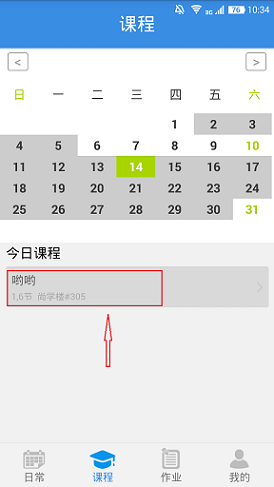 76 10:34
课程
< >
日 一 二 三 四 五 六
1 2 3
4 5 6 7 8 9 10
11 12 13 14 15 16 17
18 19 20 21 22 23 24
25 26 27 28 29 30 31
今日课程
哟哟
1,6节 尚学楼#305
日常 课程 作业 我的